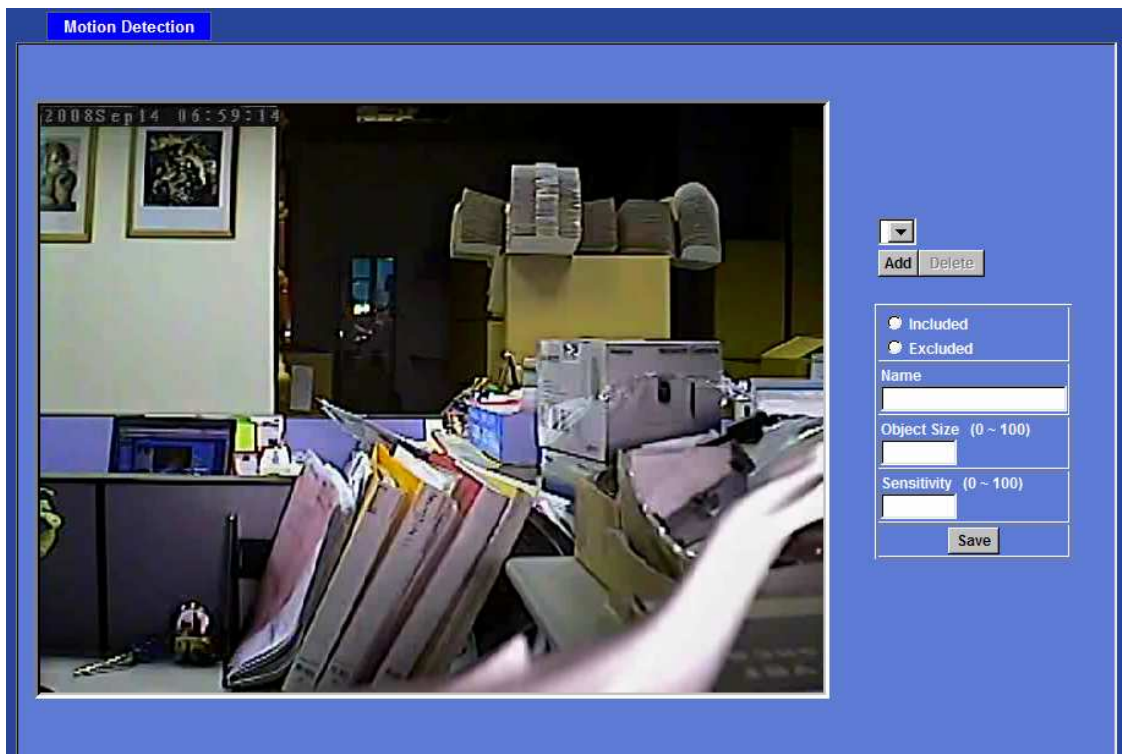 Motion Detection
2008Sep14 06:59:14
Add Delete
Included
Excluded
Name
Object Size (0 ~ 100)
Sensitivity (0 ~ 100)
Save